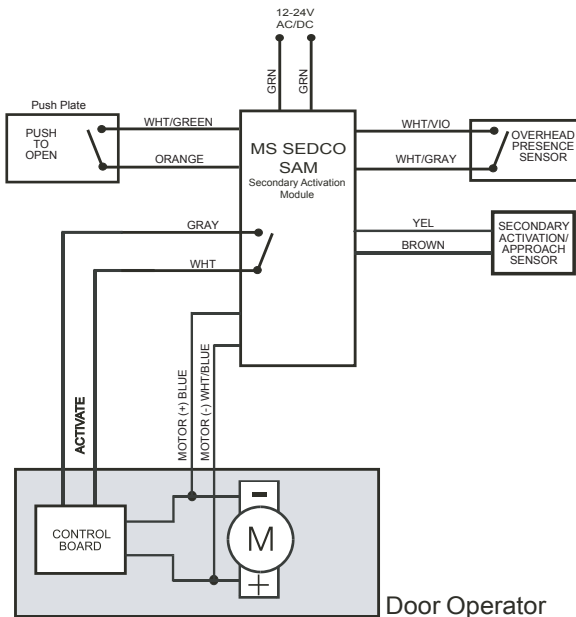 12-24V
AC/DC
GRN
GRN
Push Plate
PUSH
TO
OPEN
WHT/GREEN
ORANGE
MS SEDCO
SAM
Secondary Activation
Module
WHT/VIO
WHT/GRAY
OVERHEAD
PRESENCE
SENSOR
GRAY
WHT
YEL
BROWN
SECONDARY
ACTIVATION/
APPROACH
SENSOR
ACTIVATE
MOTOR (+) BLUE
MOTOR (-) WHT/BLUE
CONTROL
BOARD
-
M
+
Door Operator